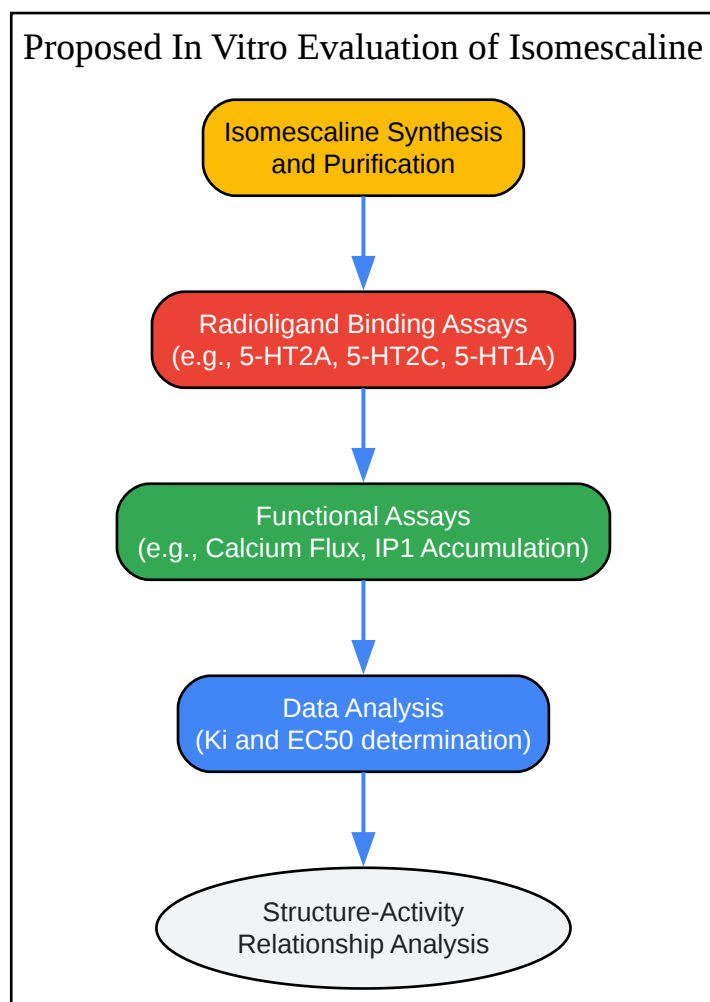 Proposed In Vitro Evaluation of Isomescaline
Isomescaline Synthesis
and Purification
Radioligand Binding Assays
(e.g., 5-HT2A, 5-HT2C, 5-HT1A)
Functional Assays
(e.g., Calcium Flux, IP1 Accumulation)
Data Analysis
(Ki and EC50 determination)
Structure-Activity
Relationship Analysis